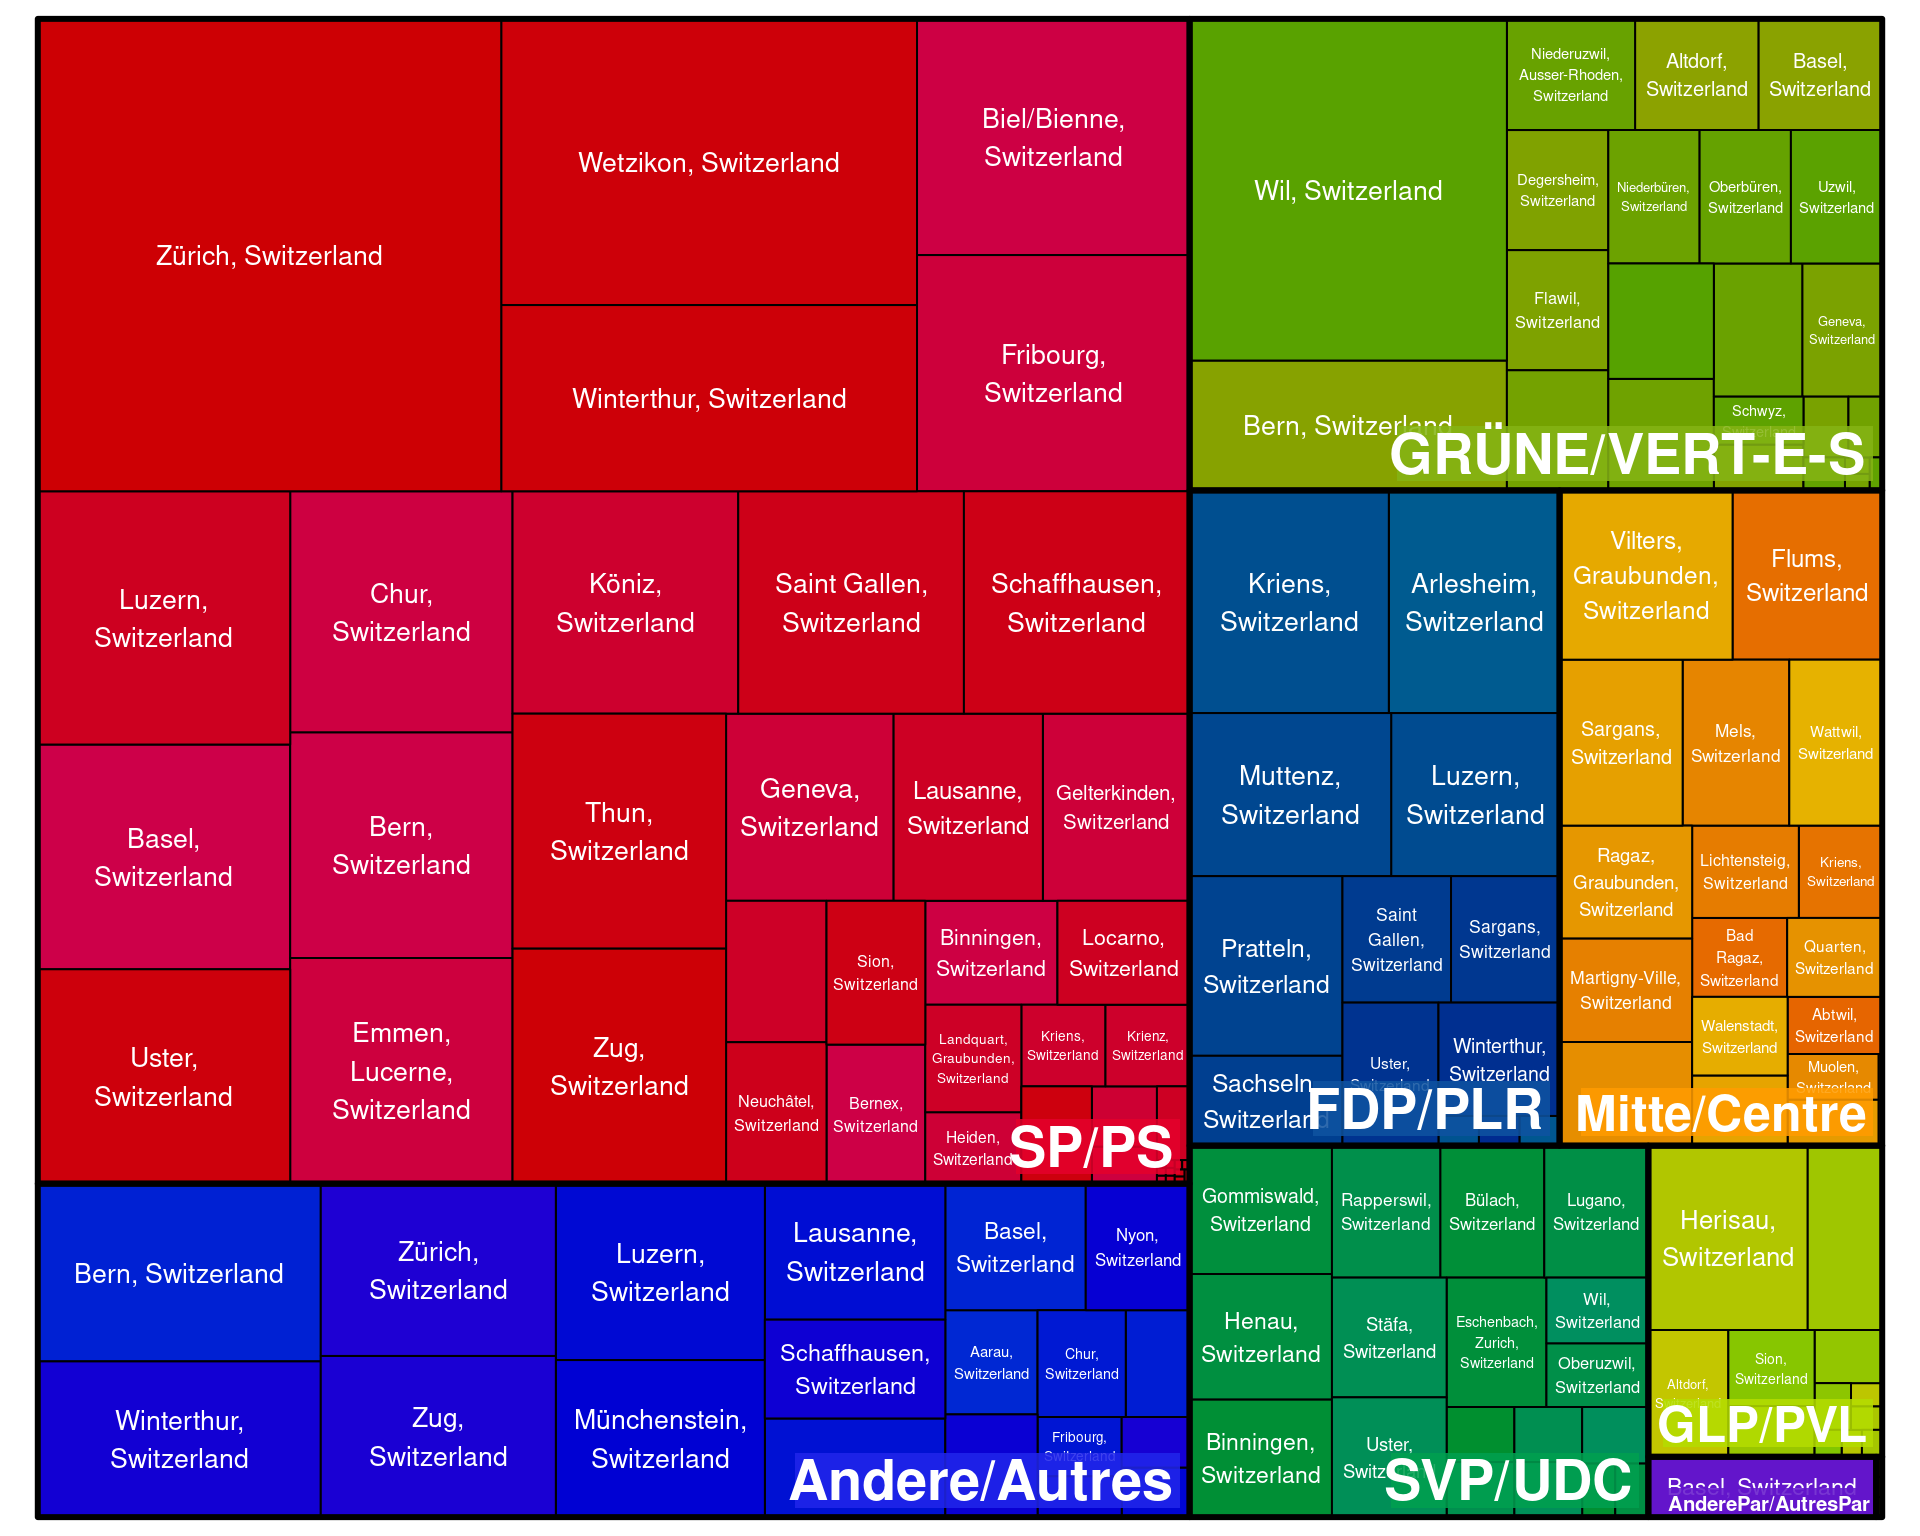 Zürich, Switzerland
Wetzikon, Switzerland
Winterthur, Switzerland
Biel/Bienne,
Switzerland
Fribourg,
Switzerland
Luzern,
Switzerland
Chur,
Switzerland
Köniz,
Switzerland
Saint Gallen,
Switzerland
Schaffhausen,
Switzerland
Basel,
Switzerland
Bern,
Switzerland
Thun,
Switzerland
Geneva,
Switzerland
Lausanne,
Switzerland
Gelterkinden,
Switzerland
Uster,
Switzerland
Emmen,
Lucerne,
Switzerland
Zug,
Switzerland
Sion,
Switzerland
Binningen,
Switzerland
Locarno,
Switzerland
Neuchâtel,
Switzerland
Bernex,
Switzerland
Landquart,
Graubunden,
Switzerland
Kriens,
Switzerland
Krienz,
Switzerland
Heiden,
Switzerland
SP/PS
Bern, Switzerland
Zürich,
Switzerland
Luzern,
Switzerland
Lausanne,
Switzerland
Basel,
Switzerland
Nyon,
Switzerland
Winterthur,
Switzerland
Zug,
Switzerland
Münchenstein,
Switzerland
Schaffhausen,
Switzerland
Aarau,
Switzerland
Chur,
Switzerland
Fribourg,
Switzerland
Andere/Autres
Wil, Switzerland
Bern, Switzerland
Niederuzwil,
Ausser-Rhoden,
Switzerland
Altdorf,
Switzerland
Basel,
Switzerland
Degersheim,
Switzerland
Niederbüren,
Switzerland
Oberbüren,
Switzerland
Uzwil,
Switzerland
Flawil,
Switzerland
Geneva,
Switzerland
Schwyz,
Switzerland
GRÜNE/VERT-E-S
Kriens,
Switzerland
Arlesheim,
Switzerland
Muttenz,
Switzerland
Luzern,
Switzerland
Pratteln,
Switzerland
Saint
Gallen,
Switzerland
Sargans,
Switzerland
Sachseln,
Switzerland
Uster,
Switzerland
Winterthur,
Switzerland
FDP/PLR
Vilters,
Graubunden,
Switzerland
Flums,
Switzerland
Sargans,
Switzerland
Mels,
Switzerland
Wattwil,
Switzerland
Ragaz,
Graubunden,
Switzerland
Lichtensteig,
Switzerland
Kriens,
Switzerland
Bad
Ragaz,
Switzerland
Quarten,
Switzerland
Martigny-Ville,
Switzerland
Walenstadt,
Switzerland
Abtwil,
Switzerland
Muolen,
Switzerland
Mitte/Centre
Gommiswald,
Switzerland
Rapperswil,
Switzerland
Bülach,
Switzerland
Lugano,
Switzerland
Henau,
Switzerland
Stäfa,
Switzerland
Eschenbach,
Zurich,
Switzerland
Wil,
Switzerland
Oberuzwil,
Switzerland
Binningen,
Switzerland
Uster,
Switzerland
SVP/UDC
Herisau,
Switzerland
Altdorf,
Switzerland
Sion,
Switzerland
GLP/PVL
Basel, Switzerland
AnderePar/AutresPar